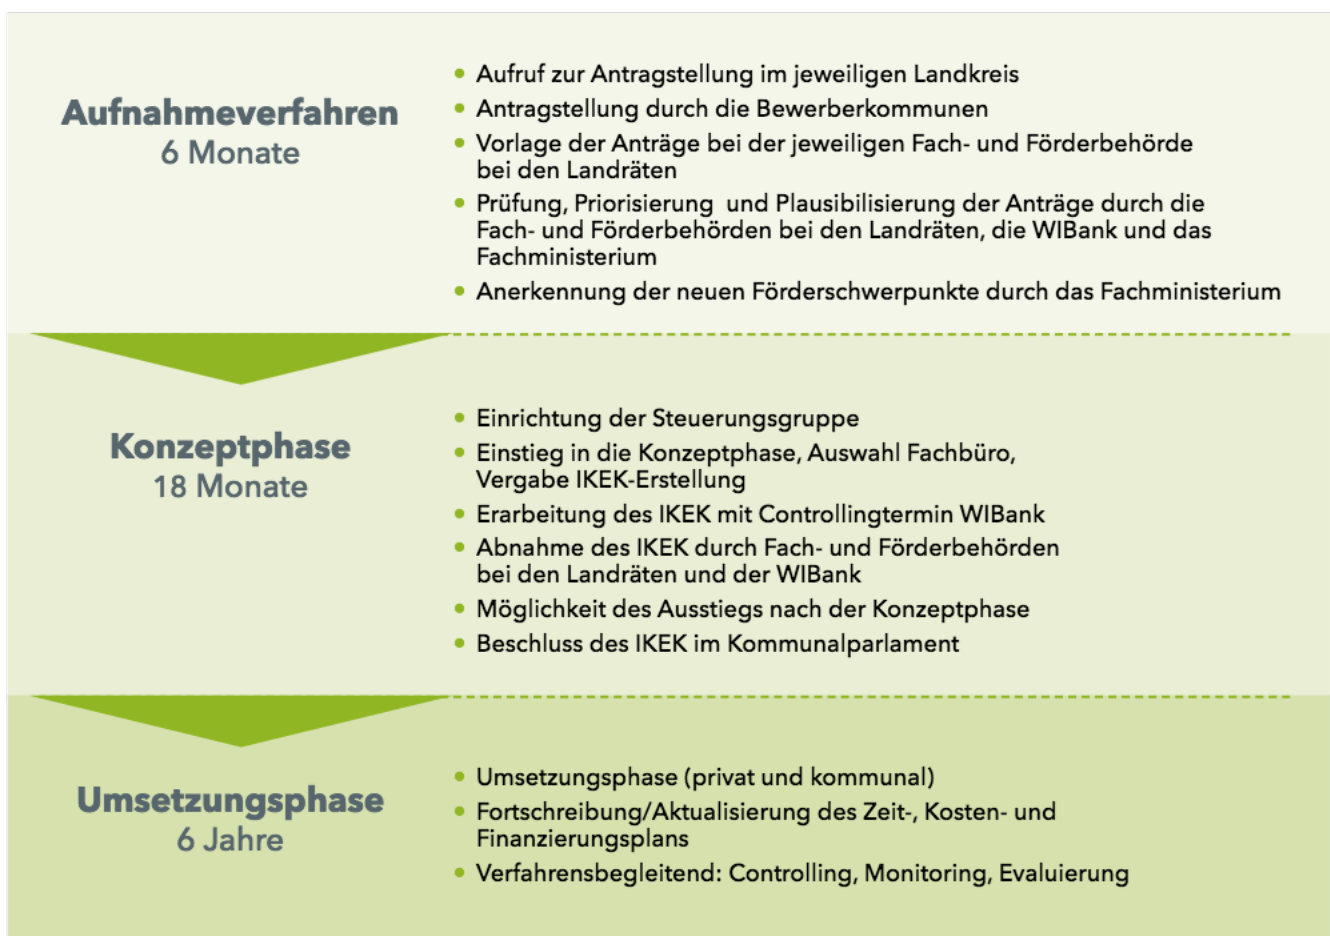 Aufnahmeverfahren
6 Monate
• Aufruf zur Antragstellung im jeweiligen Landkreis
• Antragstellung durch die Bewerberkommunen
• Vorlage der Anträge bei der jeweiligen Fach- und Förderbehörde
bei den Landräten
• Prüfung, Priorisierung und Plausibilisierung der Anträge durch die
Fach- und Förderbehörden bei den Landräten, die WIBank und das
Fachministerium
• Anerkennung der neuen Förderschwerpunkte durch das Fachministerium
Konzeptphase
18 Monate
• Einrichtung der Steuerungsgruppe
• Einstieg in die Konzeptphase, Auswahl Fachbüro,
Vergabe IKEK-Erstellung
• Erarbeitung des IKEK mit Controllingtermin WIBank
• Abnahme des IKEK durch Fach- und Förderbehörden
bei den Landräten und der WIBank
• Möglichkeit des Ausstiegs nach der Konzeptphase
• Beschluss des IKEK im Kommunalparlament
Umsetzungsphase
6 Jahre
• Umsetzungsphase (privat und kommunal)
• Fortschreibung/Aktualisierung des Zeit-, Kosten- und
Finanzierungsplans
• Verfahrensbegleitend: Controlling, Monitoring, Evaluierung